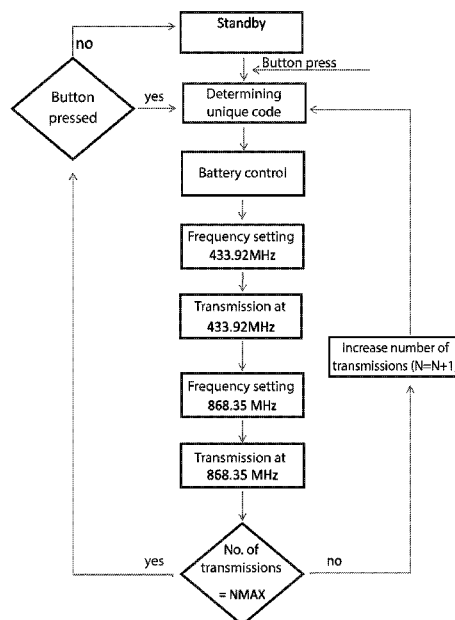 no
Standby
Button press
Button
pressed
yes
Determining
unique code
Battery control
Frequency setting
433.92MHz
Transmission at
433.92MHz
Increase number of
transmissions (N=N+1
Frequency setting
868.35 MHz
Transmission at
868.35 MHz
No. of
transmissions
= NMAX
yes
no